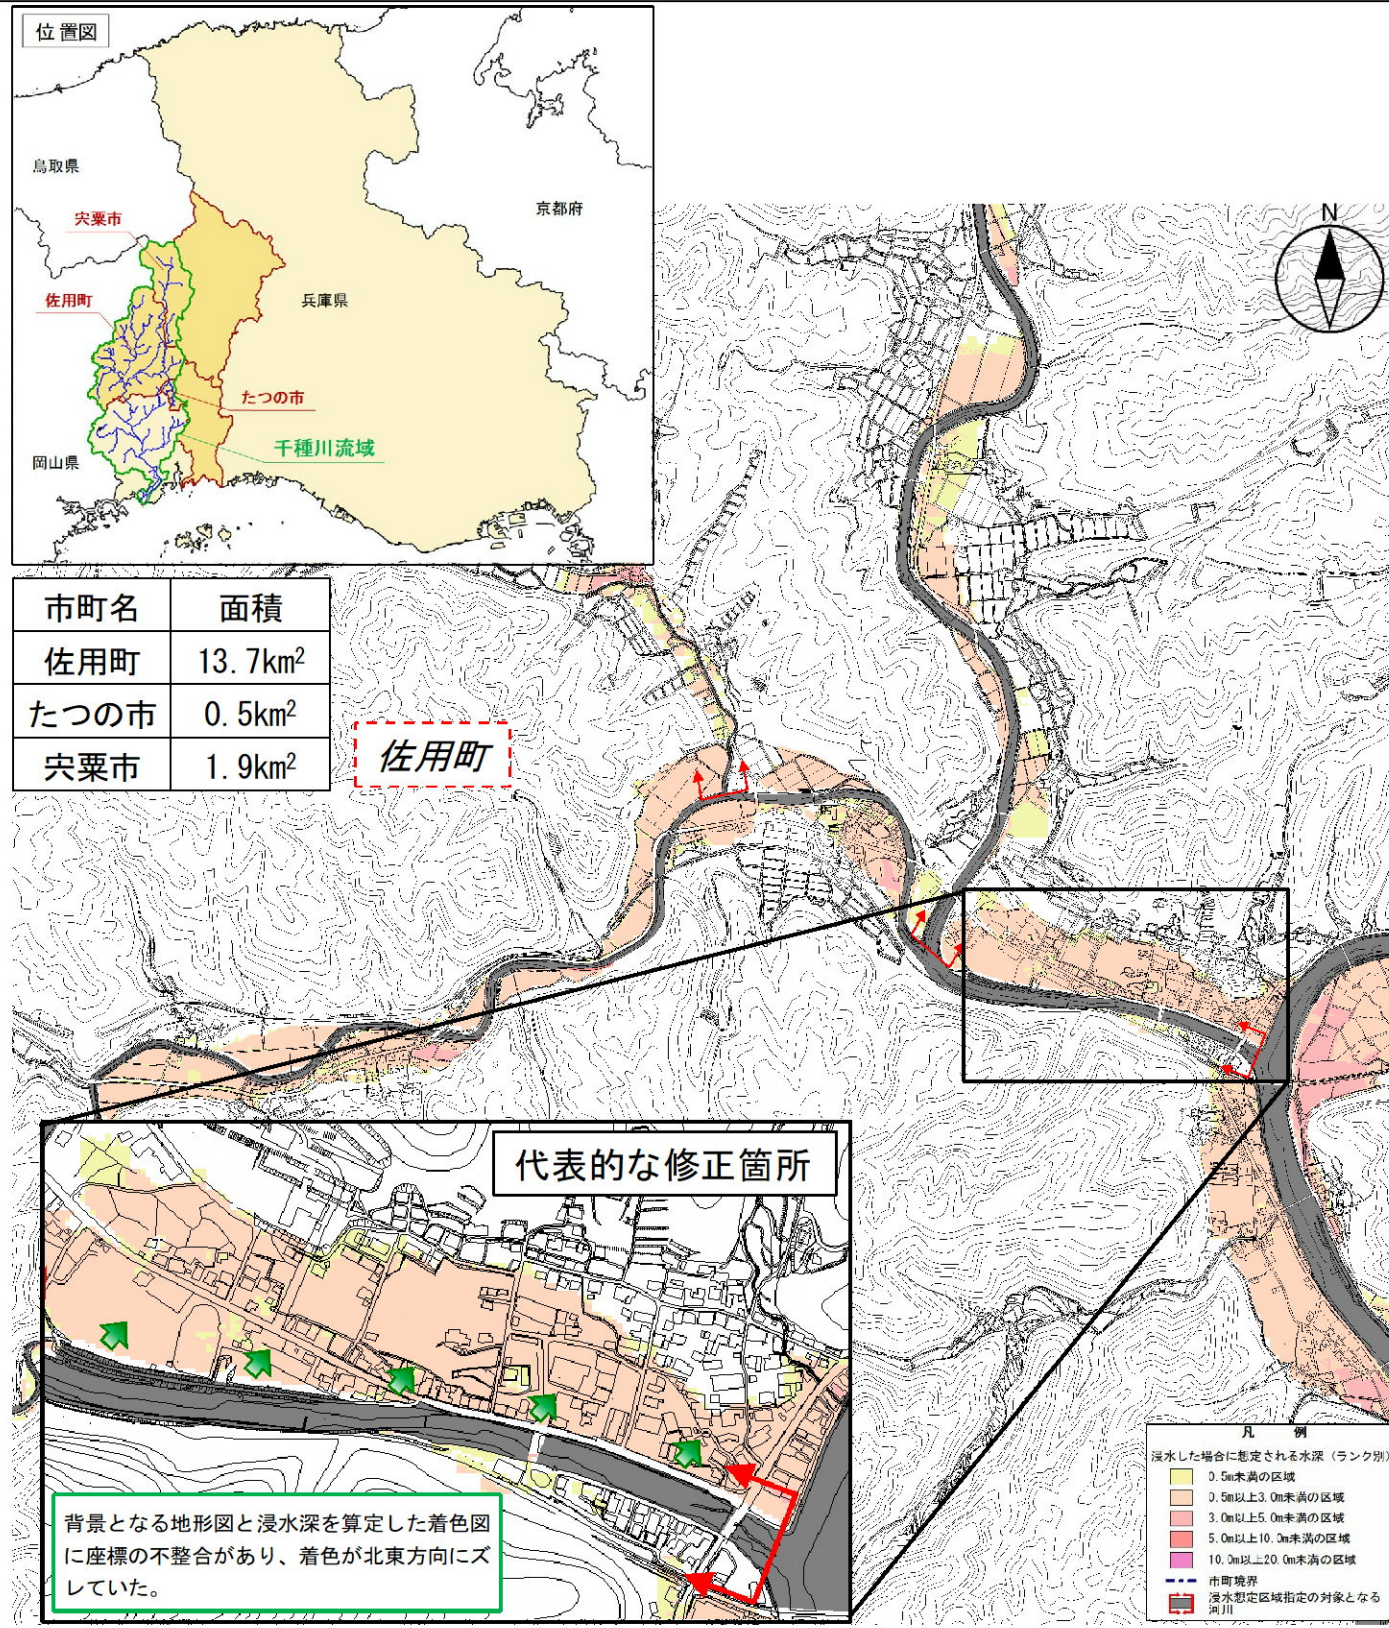 位置図
鳥取県
京都府
宍粟市
佐用町
兵庫県
たつの市
千種川流域
岡山県
N
市町名 面積
佐用町 13.7km²
たつの市 0.5km²
宍粟市 1.9km²
佐用町
代表的な修正箇所
背景となる地形図と浸水深を算定した着色図
に座標の不整合があり、着色が北東方向にズ
レていた。
凡 例
浸水した場合に想定される水深（ランク別）
0.5m未満の区域
0.5m以上3.0m未満の区域
3.0m以上5.0m未満の区域
5.0m以上10.0m未満の区域
10.0m以上20.0m未満の区域
市町境界
浸水想定区域指定の対象となる
河川